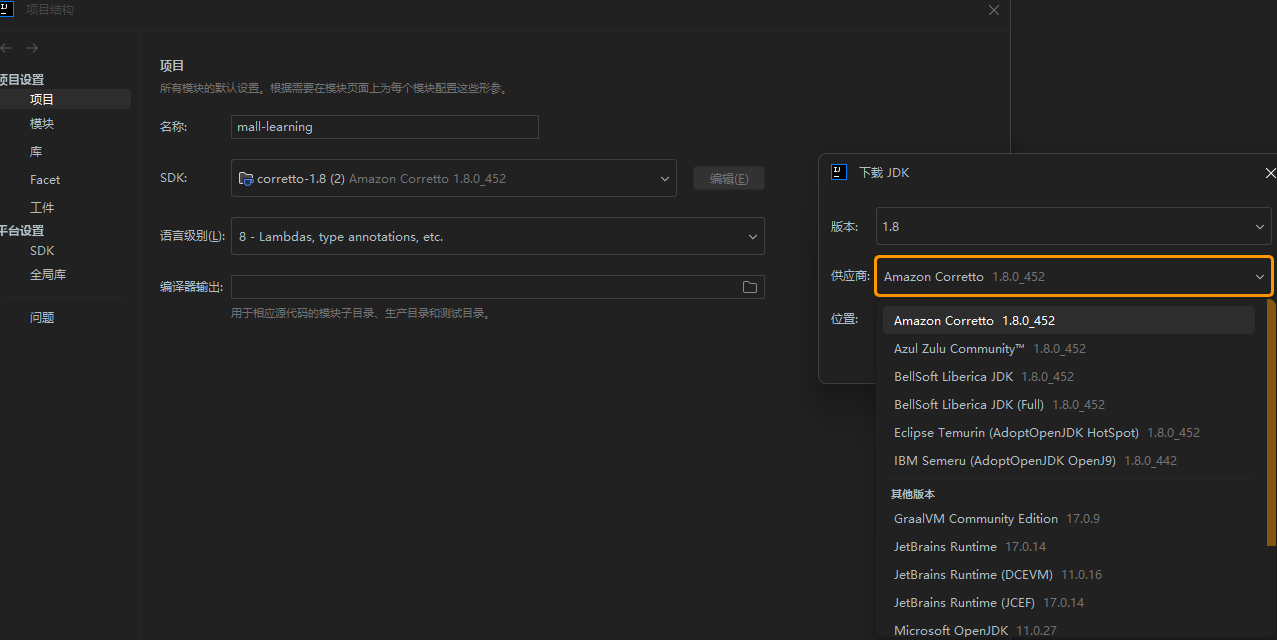 项目结构
项目设置
项目
模块
库
Facet
工件
平台设置
SDK
全局库
问题
项目
所有模块的默认设置。根据需要在模块页面上为每个模块配置这些形参。
名称: mall-learning
SDK: corretto-1.8 (2) Amazon Corretto 1.8.0_452 编辑(E)
语言级别(L): 8 - Lambdas, type annotations, etc.
编译器输出:
用于相应源代码的模块子目录、生产目录和测试目录。
下载 JDK
版本: 1.8
供应商: Amazon Corretto 1.8.0_452
位置:
Amazon Corretto 1.8.0_452
Azul Zulu Community™ 1.8.0_452
BellSoft Liberica JDK 1.8.0_452
BellSoft Liberica JDK (Full) 1.8.0_452
Eclipse Temurin (AdoptOpenJDK HotSpot) 1.8.0_452
IBM Semeru (AdoptOpenJDK OpenJ9) 1.8.0_442
其他版本
GraalVM Community Edition 17.0.9
JetBrains Runtime 17.0.14
JetBrains Runtime (DCEVM) 11.0.16
JetBrains Runtime (JCEF) 17.0.14
Microsoft OpenJDK 11.0.27